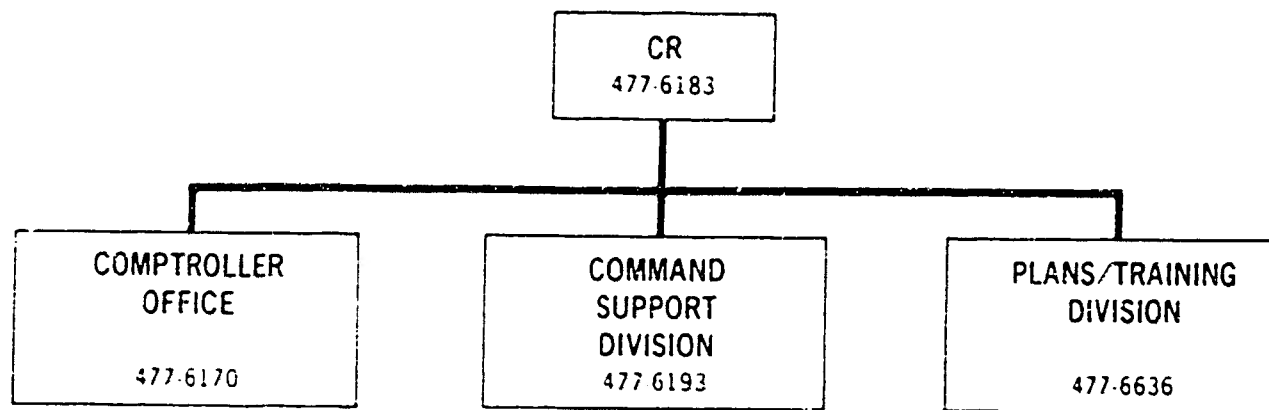 CR
477-6183
COMPTROLLER
OFFICE
477-6170
COMMAND
SUPPORT
DIVISION
477 6193
PLANS/TRAINING
DIVISION
477-6636